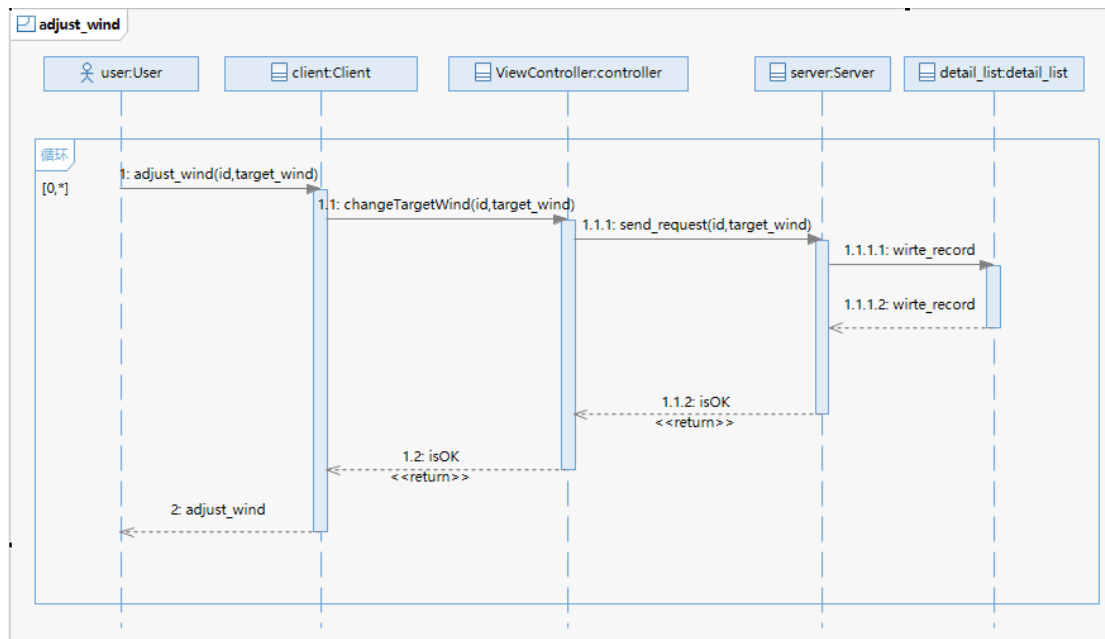 adjust_wind
user:User
client:Client
ViewController:controller
server:Server
detail_list:detail_list
循环
[0,*]
1: adjust_wind(id,target_wind)
1.1: changeTargetWind(id,target_wind)
1.1.1: send_request(id,target_wind)
1.1.1.1: wirte_record
1.1.1.2: wirte_record
1.1.2: isOK
<<return>>
1.2: isOK
<<return>>
2: adjust_wind